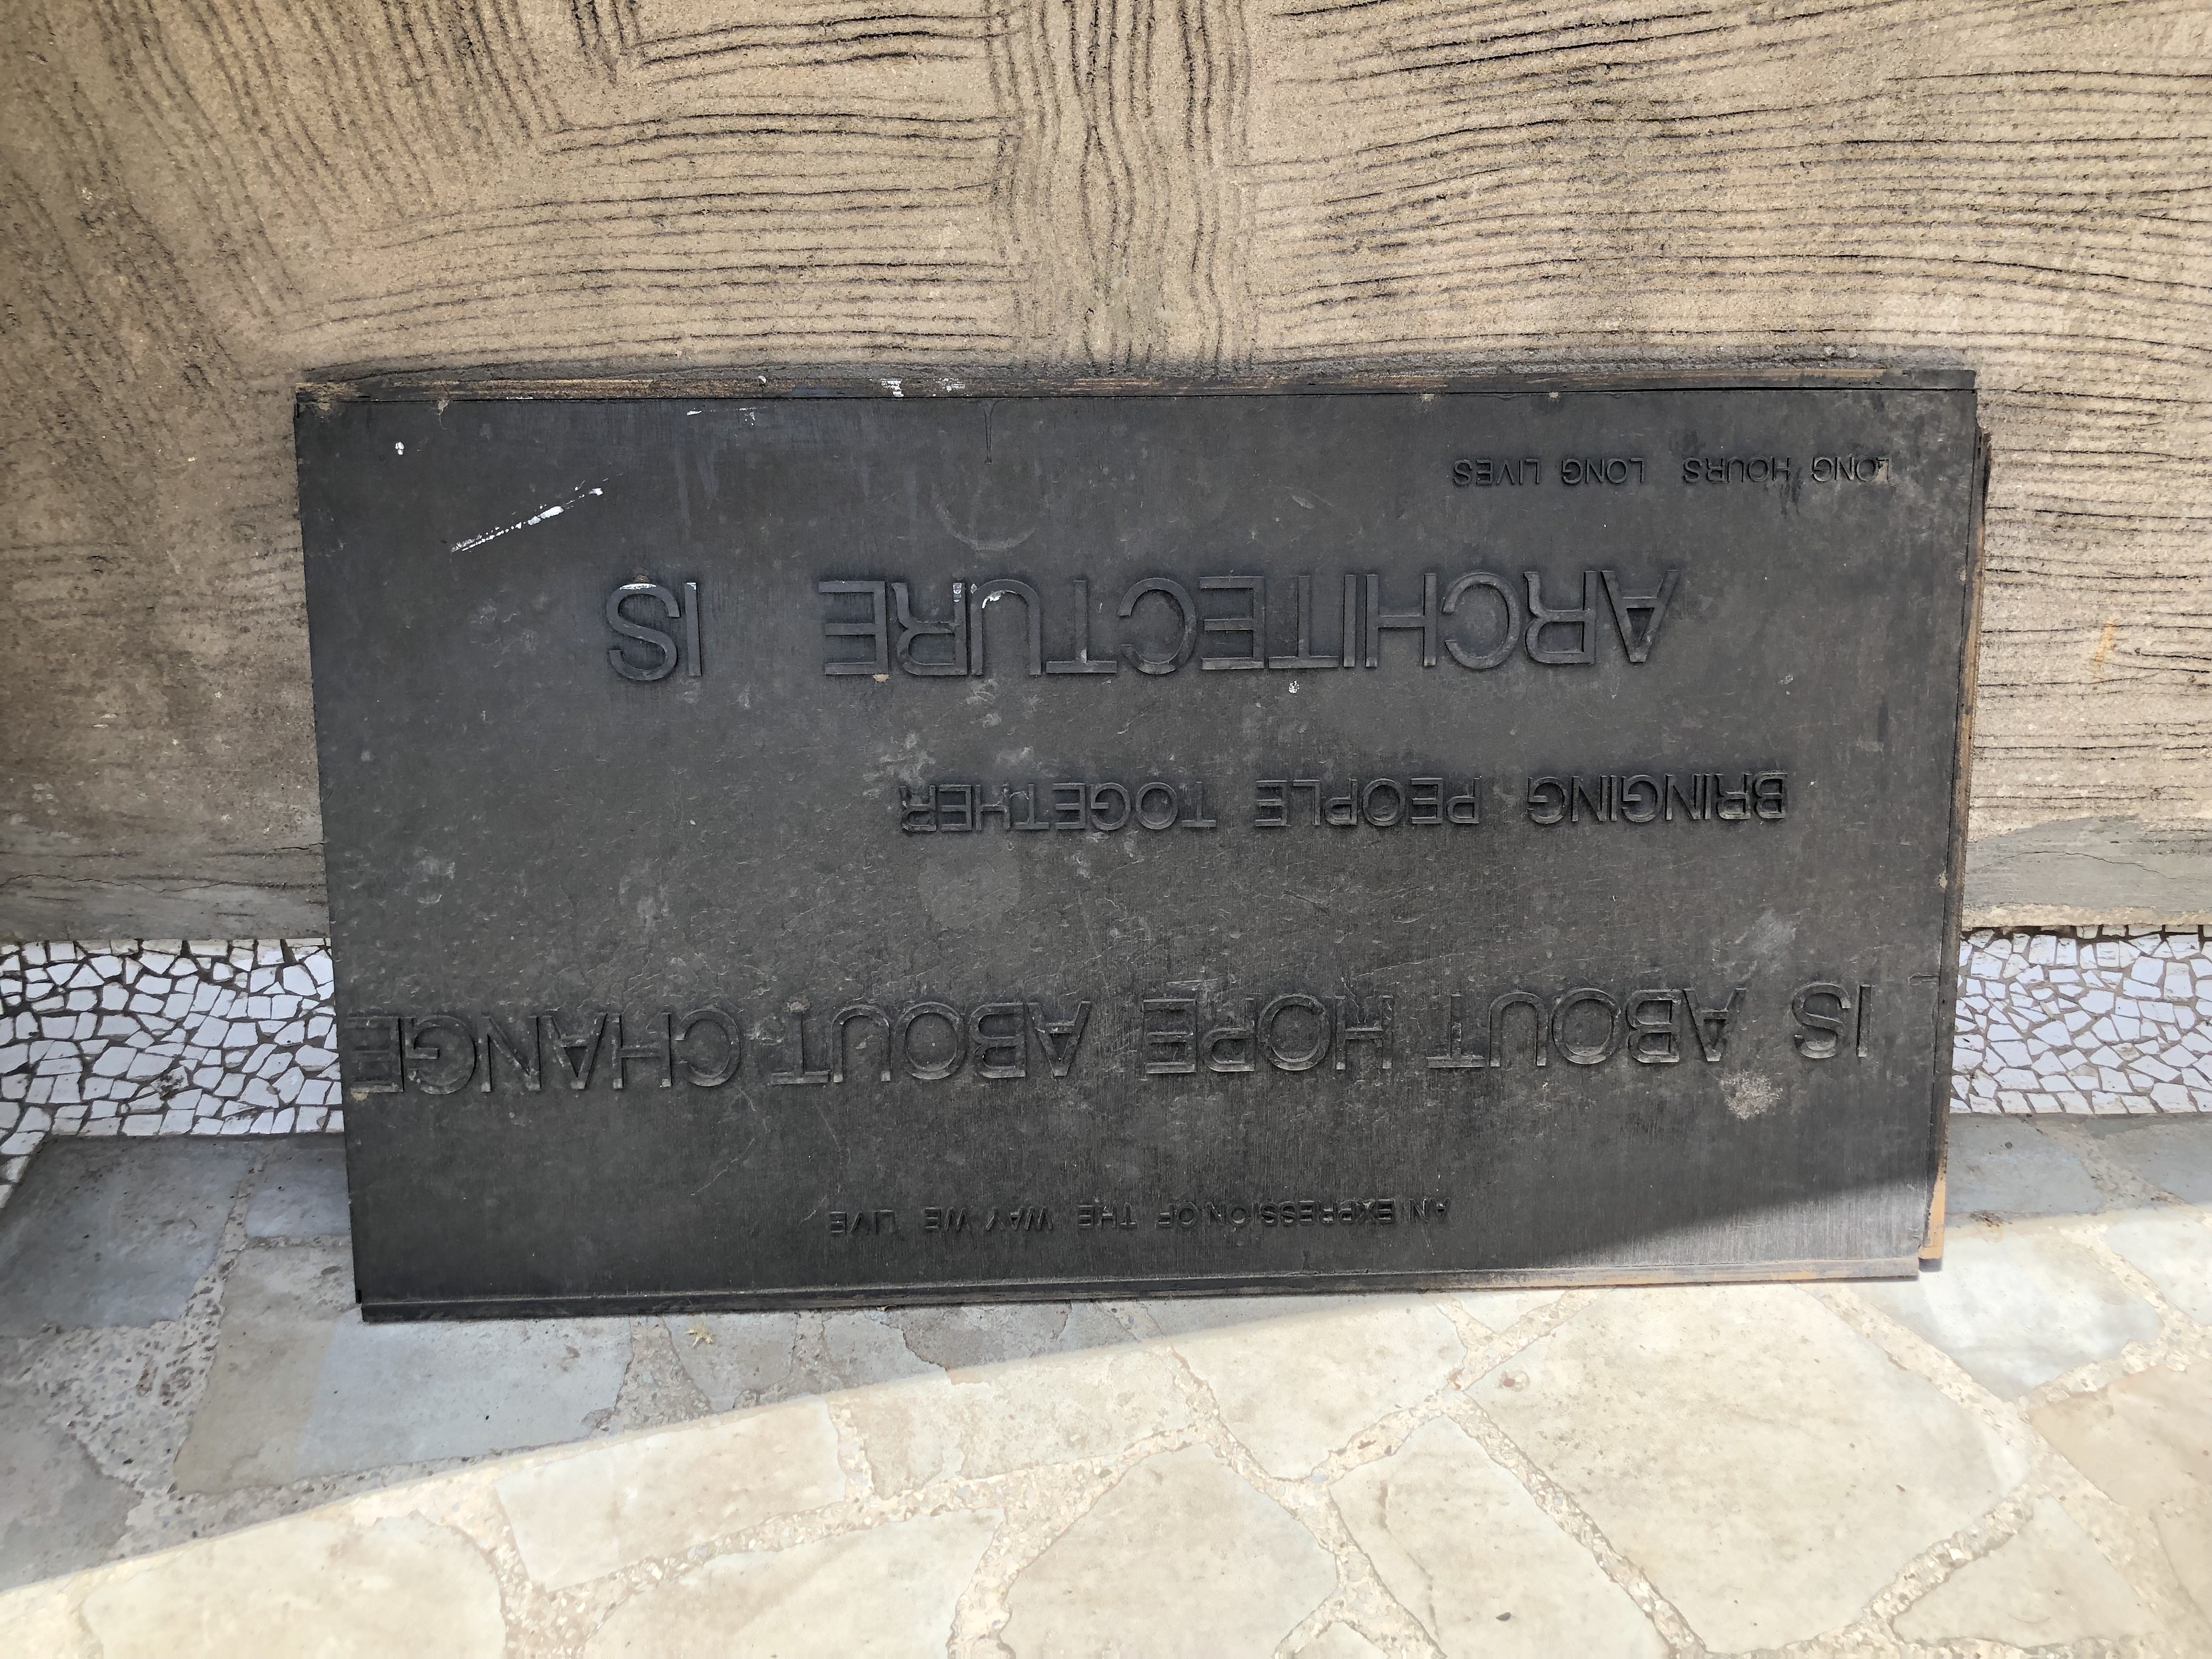 AN EXPRESSION OF THE WAY WE LIVE
IS ABOUT HOPE ABOUT CHANGE
BRINGING PEOPLE TOGETHER
ARCHITECTURE IS
LONG HOURS LONG LIVES